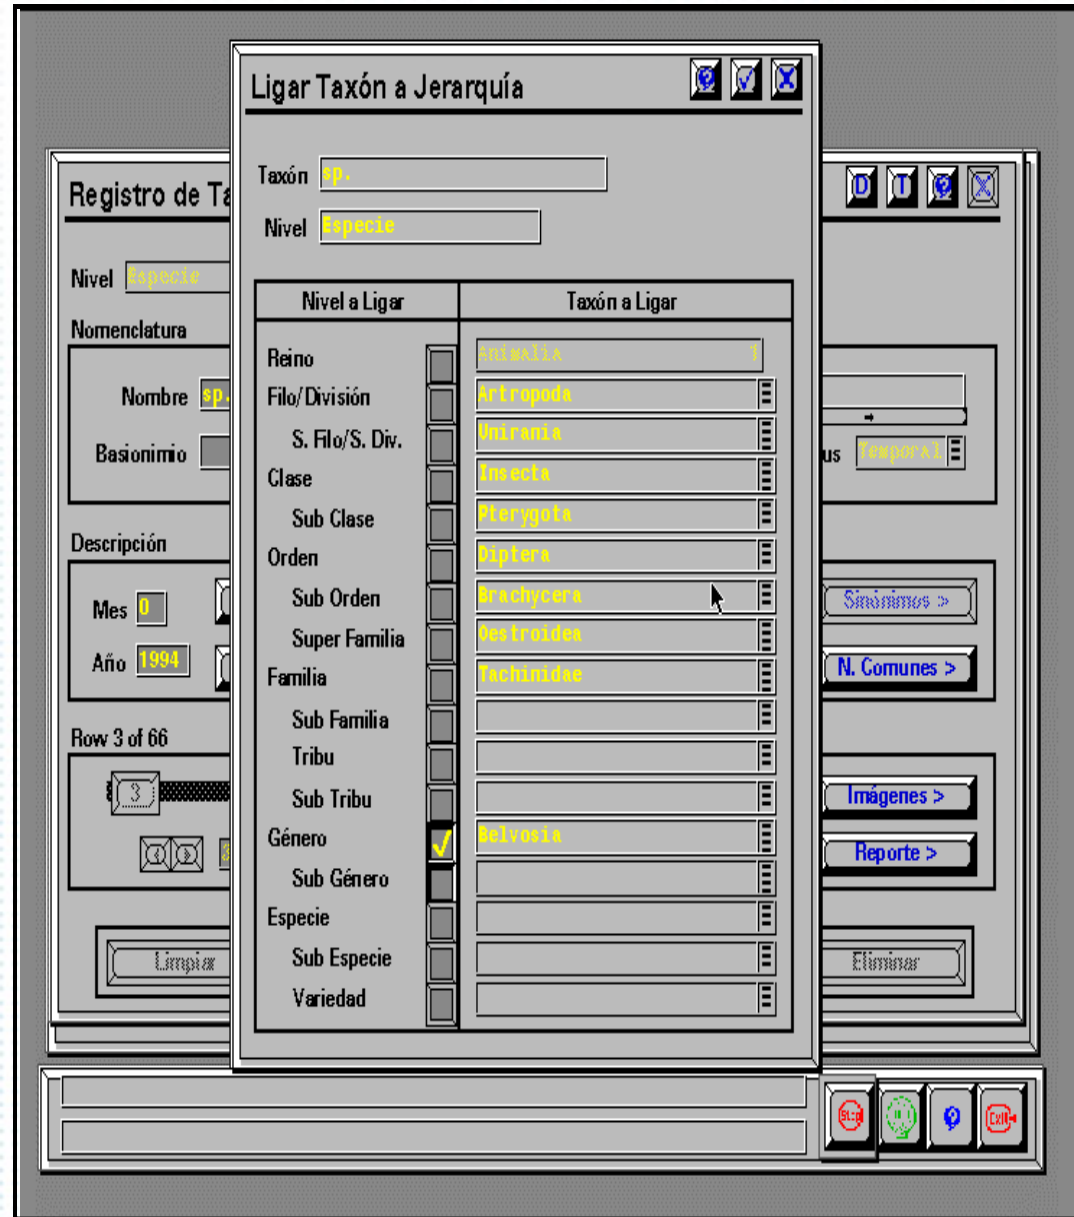 Ligar Taxón a Jerarquía
Taxón sp.
Nivel Especie
Nivel a Ligar Taxón a Ligar
Reino Animalia 1
Filo/División Artropoda
S. Filo/S. Div. Unirania
Clase Insecta
Sub Clase Pterygota
Orden Diptera
Sub Orden Brachycera
Super Familia Oestroidea
Familia Tachinidae
Sub Familia
Tribu
Sub Tribu
Género Belvosia
Sub Género
Especie
Sub Especie
Variedad
Registro de Ta
D T
Nivel Especie
Nomenclatura
Nombre sp.
Basionimio
us Temporal
Descripción
Mes 0
Año 1994
Sinónimos >
N. Comunes >
Row 3 of 66
3
Imágenes >
Reporte >
Limpiar
Eliminar
Stop
Exit